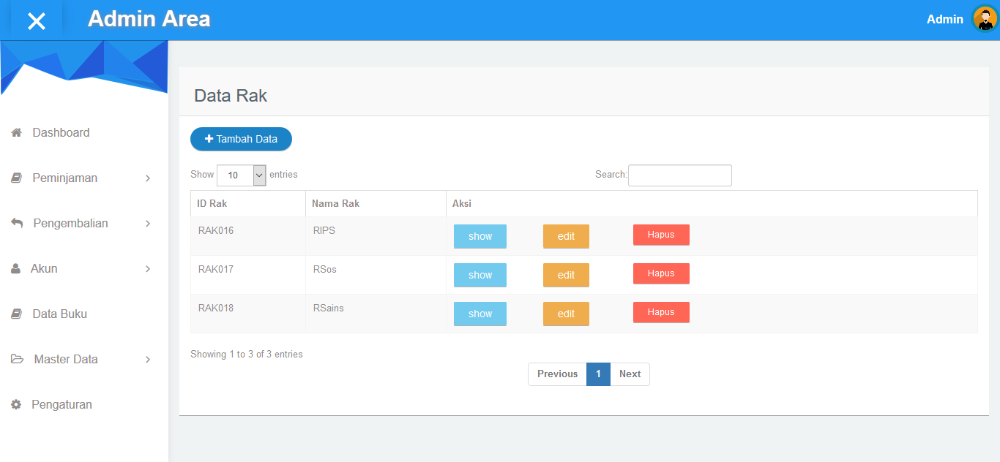 Admin Area
Admin
Dashboard
Peminjaman
Pengembalian
Akun
Data Buku
Master Data
Pengaturan
Data Rak
Tambah Data
Show 10 entries
Search:
ID Rak Nama Rak Aksi
RAK016 RIPS show edit Hapus
RAK017 RSos show edit Hapus
RAK018 RSains show edit Hapus
Showing 1 to 3 of 3 entries
Previous 1 Next